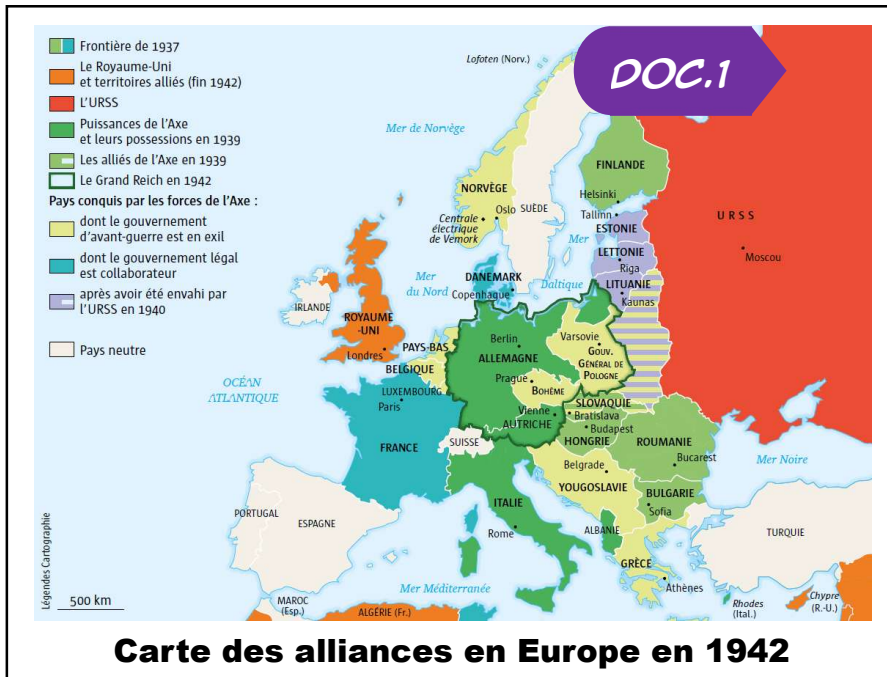 DOC.1
Frontière de 1937
Le Royaume-Uni
et territoires alliés (fin 1942)
L'URSS
Puissances de l'Axe
et leurs possessions en 1939
Les alliés de l'Axe en 1939
Le Grand Reich en 1942
Pays conquis par les forces de l'Axe :
dont le gouvernement
d'avant-guerre est en exil
dont le gouvernement légal
est collaborateur
après avoir été envahi par
l'URSS en 1940
Pays neutre
Lofoten (Norv.)
Mer de Norvège
FINLANDE
NORVÈGE
Helsinki
SUÈDE
Oslo
Centrale
électrique
de Vemork
Tallinn
ESTONIE
URSS
Moscou
Mer
Baltique
LETTONIE
Riga
LITUANIE
Kaunas
Mer
du Nord
DANEMARK
Copenhague
IRLANDE
ROYAUME
-UNI
Londres
PAYS-BAS
BELGIQUE
LUXEMBOURG
Berlin
ALLEMAGNE
Varsovie
GOUV.
GÉNÉRAL DE
POLOGNE
Prague
BOHÊME
OCÉAN
ATLANTIQUE
Paris
FRANCE
Vienne
AUTRICHE
SLOVAQUIE
Bratislava
Budapest
HONGRIE
ROUMANIE
Bucarest
SUISSE
Mer Noire
Belgrade
YOUGOSLAVIE
BULGARIE
Sofia
ITALIE
Rome
ALBANIE
PORTUGAL
ESPAGNE
TURQUIE
GRÈCE
Athènes
Mer Méditerranée
MAROC
(Esp.)
ALGÉRIE (Fr.)
Rhodes
(Ital.)
Chypre
(R.-U.)
Légendes Cartographie
500 km
Carte des alliances en Europe en 1942